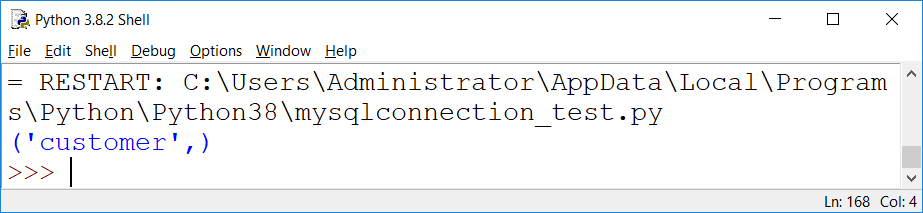 Python 3.8.2 Shell
File Edit Shell Debug Options Window Help
= RESTART: C:\Users\Administrator\AppData\Local\Program
s\Python\Python38\mysqlconnection_test.py
('customer',)
>>>
Ln: 168 Col: 4